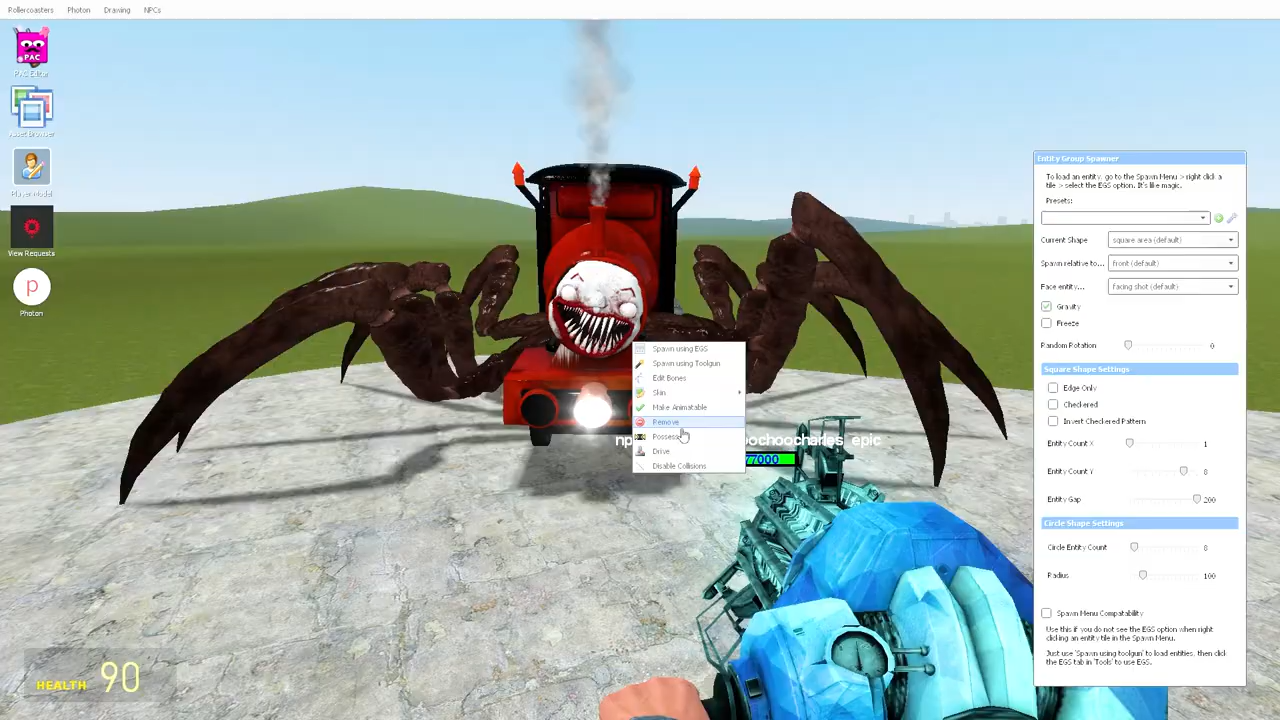 Rollercoasters Photon Drawing NPCs
PAC
PAC Editor
Asset Browser
Player Model
View Requests
p
Photon
Spawn using EGS
Spawn using Toolgun
Edit Bones
Skin
Make Animatable
Remove
Possess
Drive
Disable Collisions
choochoocharles_epic
77000
HEALTH 90
Entity Group Spawner
To load an entity, go to the Spawn Menu > right click a
tile > select the EGS option. It's like magic.
Presets:
Current Shape square area (default)
Spawn relative to... front (default)
Face entity... facing shot (default)
Gravity
Freeze
Random Rotation 0
Square Shape Settings
Edge Only
Checkered
Invert Checkered Pattern
Entity Count X 1
Entity Count Y 8
Entity Gap 200
Circle Shape Settings
Circle Entity Count 8
Radius 100
Spawn Menu Compatability
Use this if you do not see the EGS option when right
clicking an entity tile in the Spawn Menu.
Just use 'Spawn using toolgun' to load entities, then click
the EGS tab in 'Tools' to use EGS.